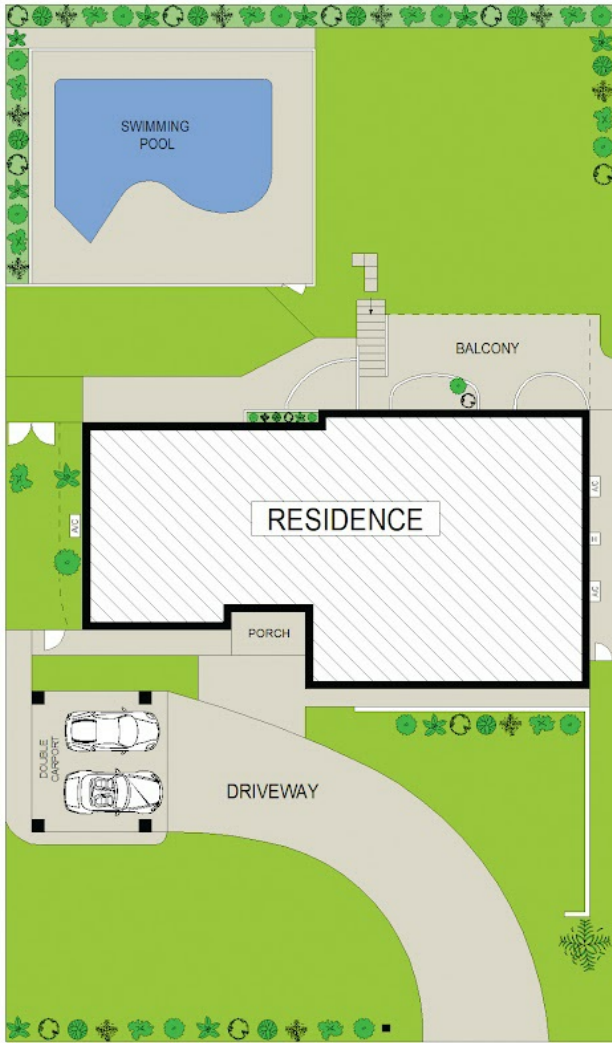 SWIMMING
POOL
BALCONY
A/C
RESIDENCE
A/C
H
A/C
PORCH
DOUBLE
CARPORT
DRIVEWAY